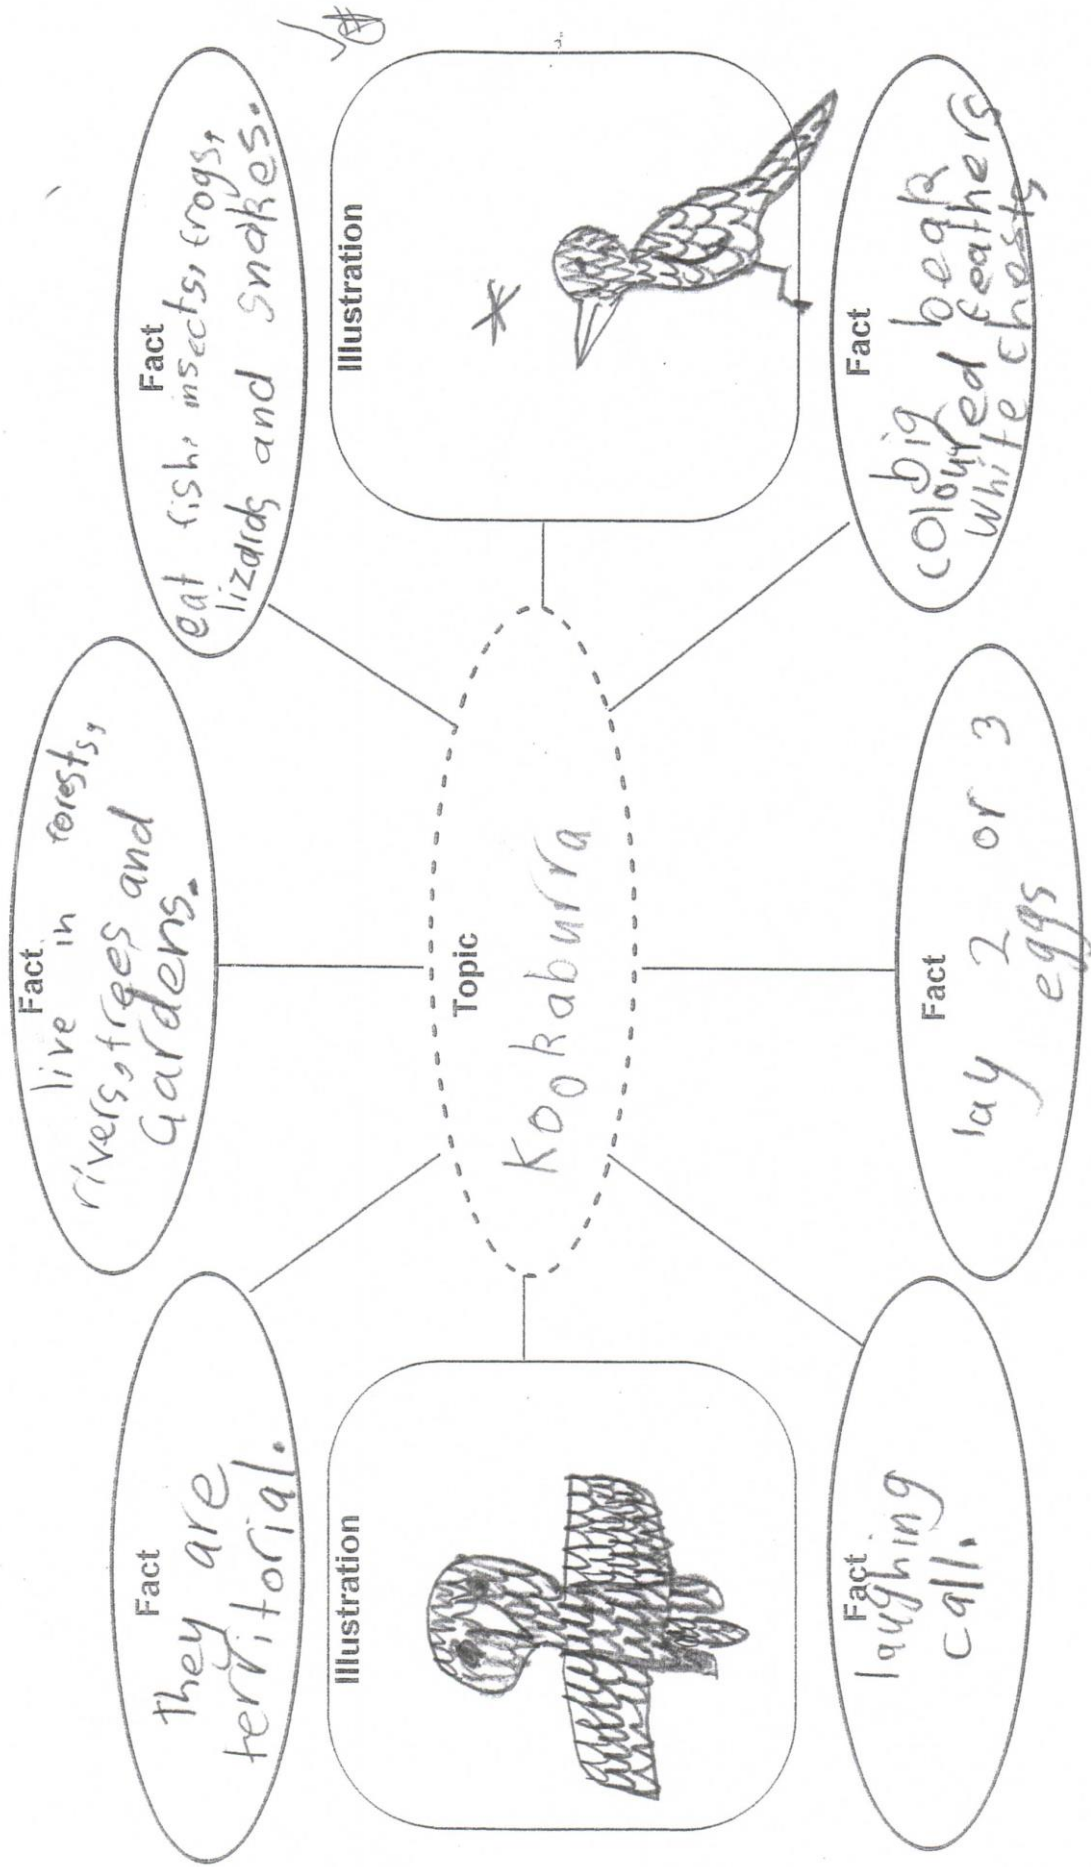 Fact
They are
territorial.
Fact
live in forests,
rivers, trees and
Gardens.
Fact
eat fish, insects, frogs,
lizards and snakes.
Illustration
Topic
Kookaburra
Illustration
Fact
laughing
call.
Fact
lay 2 or 3
eggs
Fact
big beak
coloured feathers
white chests